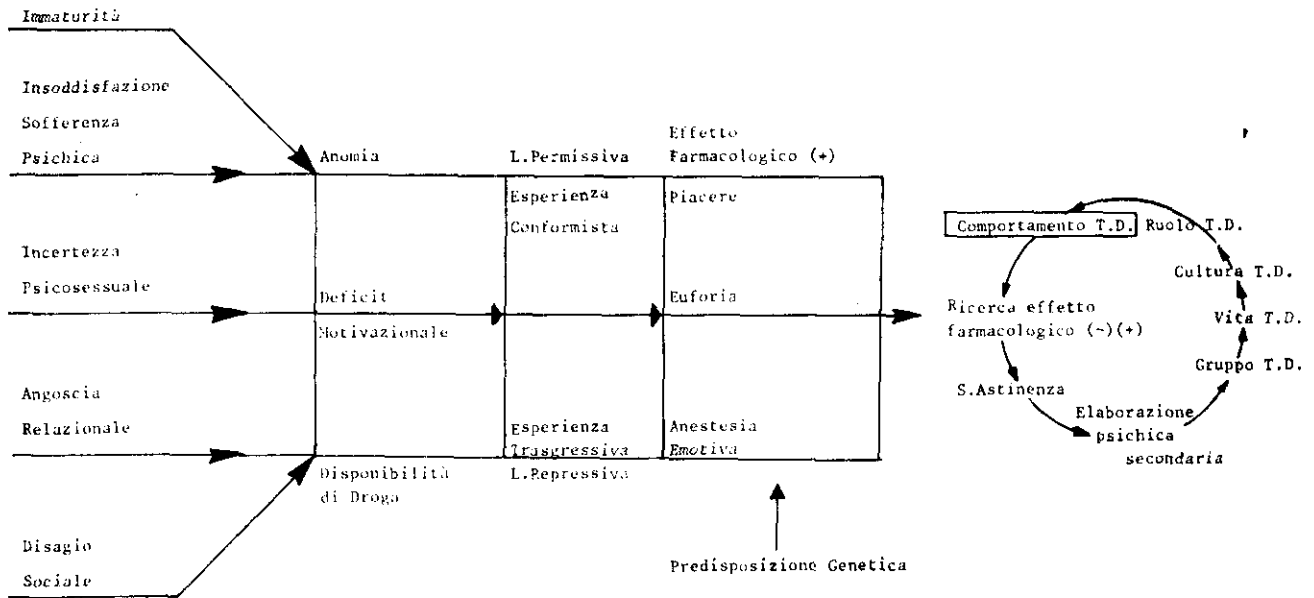 Immaturità
Insoddisfazione
Sofferenza
Psichica
Incertezza
Psicosessuale
Angoscia
Relazionale
Disagio
Sociale
Anomia
Deficit
Motivazionale
Disponibilità
di Droga
L.Permissiva
Esperienza
Conformista
Esperienza
Trasgressiva
L.Repressiva
Effetto
Farmacologico (+)
Piacere
Euforia
Anestesia
Emotiva
Predisposizione Genetica
Comportamento T.D. Ruolo T.D.
Cultura T.D.
Ricerca effetto
farmacologico (-)(+)
Vita T.D.
Gruppo T.D.
S.Astinenza
Elaborazione
psichica
secondaria